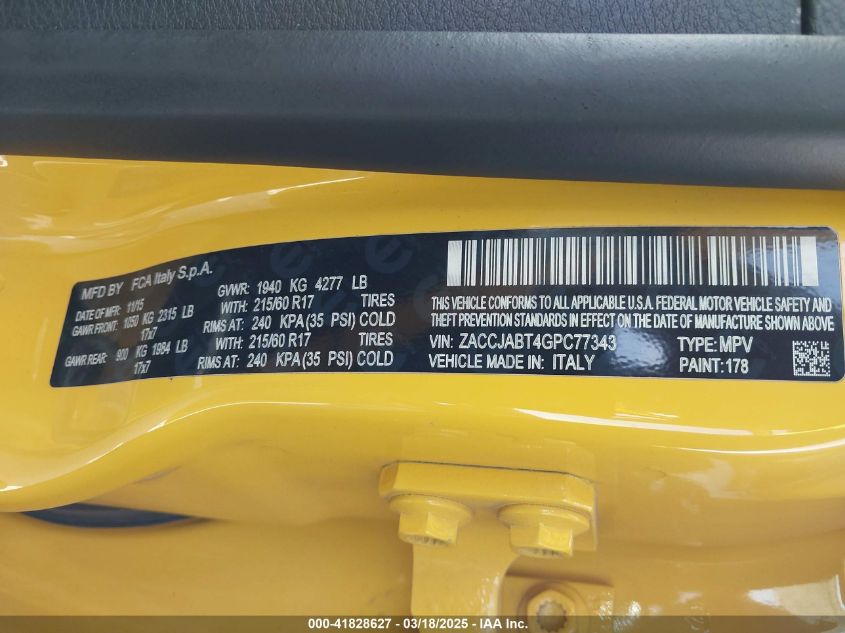 MFD BY FCA Italy S.p.A.
DATE OF MFR: 11/15 GVWR: 1940 KG 4277 LB
GAWR FRONT: 1050 KG 2315 LB WITH: 215/60 R17 TIRES
17x7 RIMS AT: 240 KPA(35 PSI) COLD
GAWR REAR: 900 KG 1984 LB WITH: 215/60 R17 TIRES
17x7 RIMS AT: 240 KPA(35 PSI) COLD
THIS VEHICLE CONFORMS TO ALL APPLICABLE U.S.A. FEDERAL MOTOR VEHICLE SAFETY AND
THEFT PREVENTION STANDARDS IN EFFECT ON THE DATE OF MANUFACTURE SHOWN ABOVE
VIN: ZACCJABT4GPC77343 TYPE: MPV
VEHICLE MADE IN: ITALY PAINT: 178
000-41828627 - 03/18/2025 - IAA Inc.